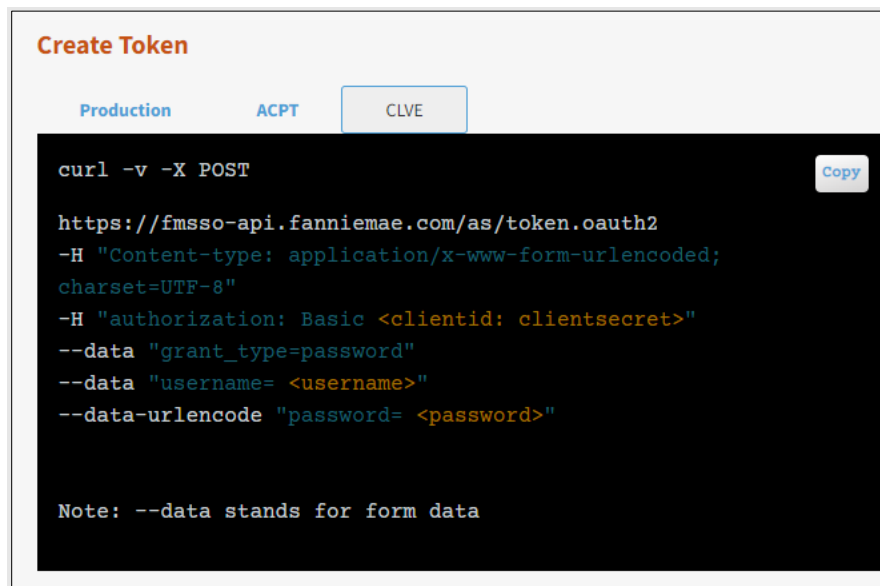 Create Token
Production ACPT CLVE
curl -v -X POST
Copy
https://fmsso-api.fanniemae.com/as/token.oauth2
-H "Content-type: application/x-www-form-urlencoded;
charset=UTF-8"
-H "authorization: Basic <clientid: clientsecret>"
--data "grant_type=password"
--data "username= <username>"
--data-urlencode "password= <password>"
Note: --data stands for form data